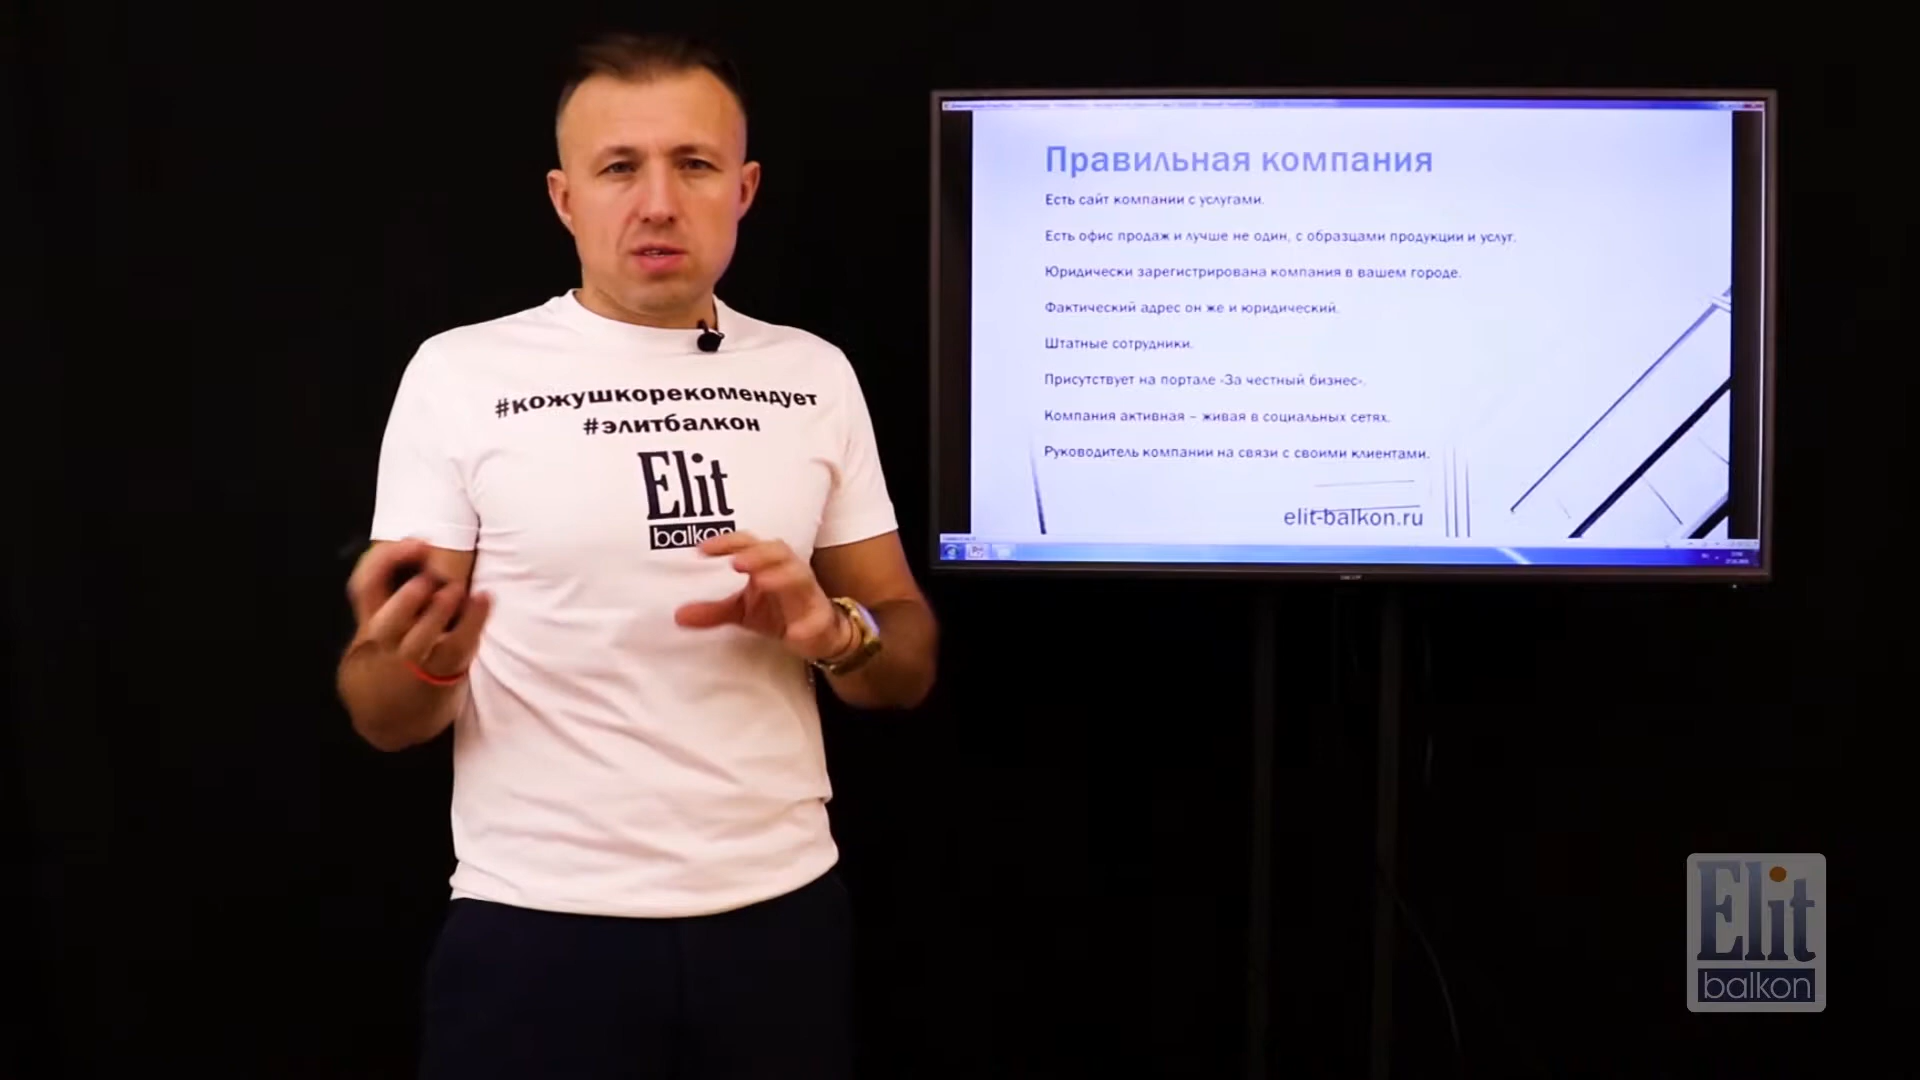 #кожушкорекомендует
#элитбалкон
Elit
balkon
Правильная компания
Есть сайт компании с услугами.
Есть офис продаж и лучше не один, с образцами продукции и услуг.
Юридически зарегистрирована компания в вашем городе.
Фактический адрес он же и юридический.
Штатные сотрудники.
Присутствует на портале «За честный бизнес».
Компания активная – живая в социальных сетях.
Руководитель компании на связи с своими клиентами.
elit-balkon.ru
Elit
balkon